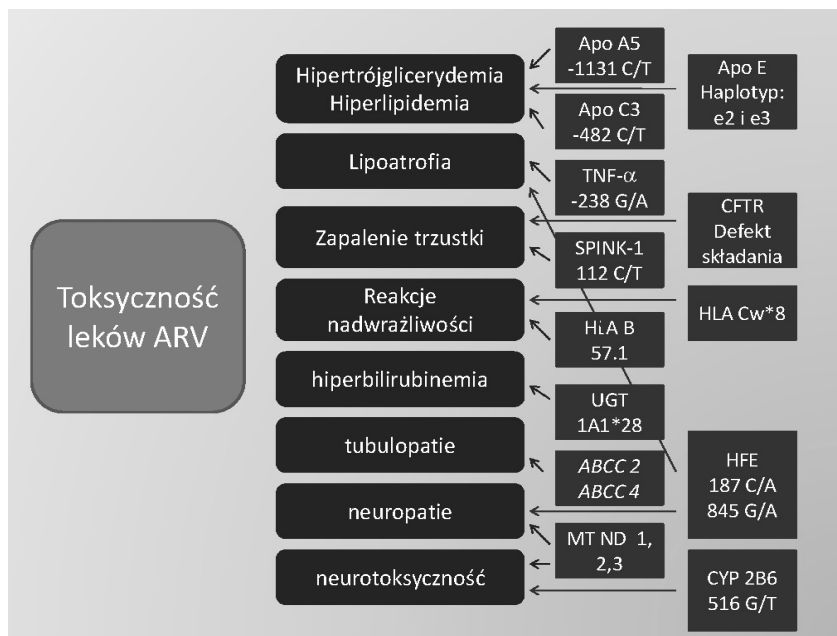 Toksyczność
leków ARV
Hipertrójglicerydemia
Hiperlipidemia
Lipoatrofia
Zapalenie trzustki
Reakcje
nadwrażliwości
hiperbilirubinemia
tubulopatie
neuropatie
neurotoksyczność
Apo A5
-1131 C/T
Apo C3
-482 C/T
TNF-α
-238 G/A
SPINK-1
112 C/T
HLA B
57.1
UGT
1A1*28
ABCC 2
ABCC 4
MT ND 1,
2,3
Apo E
Haplotyp:
e2 i e3
CFTR
Defekt
składania
HLA Cw*8
HFE
187 C/A
845 G/A
CYP 2B6
516 G/T